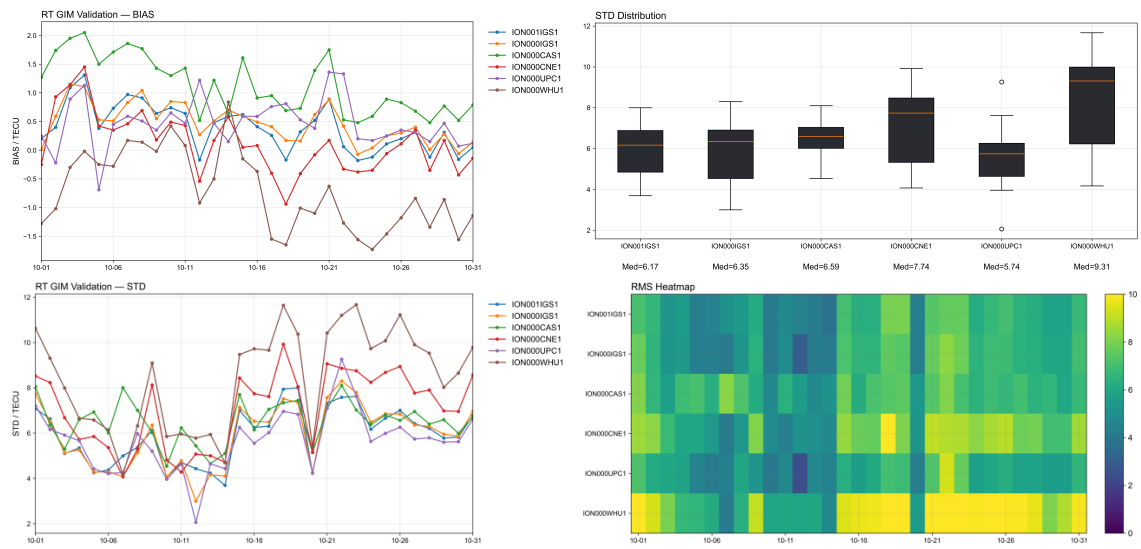 RT GIM Validation — BIAS
BIAS / TECU
2.0
1.5
1.0
0.5
0.0
−0.5
−1.0
−1.5
10-01
10-06
10-11
10-16
10-21
10-26
10-31
ION001IGS1
ION000IGS1
ION000CAS1
ION000CNE1
ION000UPC1
ION000WHU1
STD Distribution
12
10
8
6
4
2
ION001IGS1
ION000IGS1
ION000CAS1
ION000CNE1
ION000UPC1
ION000WHU1
Med=6.17
Med=6.35
Med=6.59
Med=7.74
Med=5.74
Med=9.31
RT GIM Validation — STD
STD / TECU
12
10
8
6
4
2
10-01
10-06
10-11
10-16
10-21
10-26
10-31
ION001IGS1
ION000IGS1
ION000CAS1
ION000CNE1
ION000UPC1
ION000WHU1
RMS Heatmap
ION001IGS1
ION000IGS1
ION000CAS1
ION000CNE1
ION000UPC1
ION000WHU1
10-01
10-06
10-11
10-16
10-21
10-26
10-31
10
8
6
4
2
0